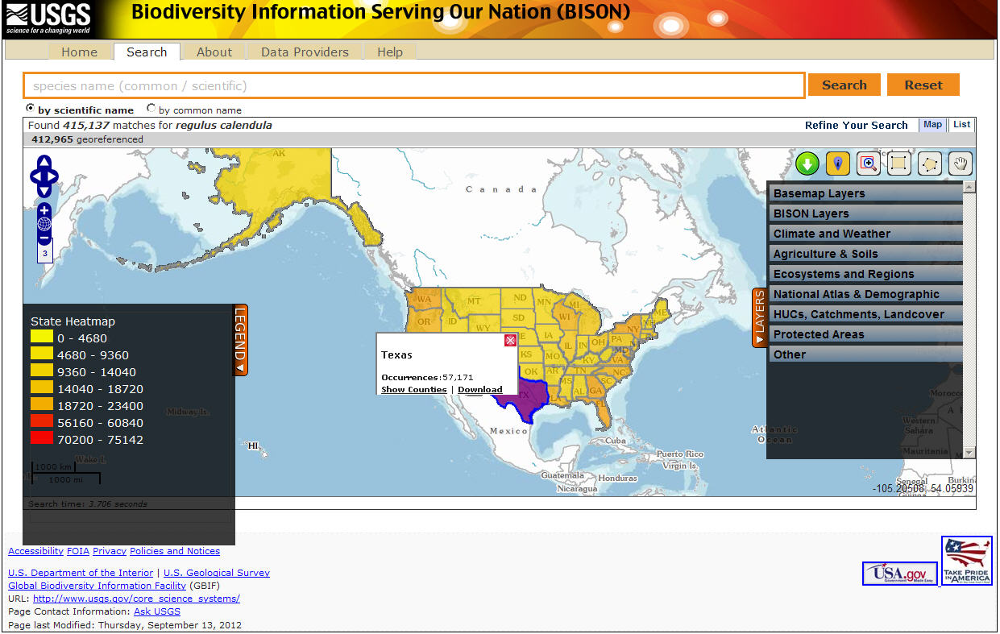 USGS
science for a changing world
Biodiversity Information Serving Our Nation (BISON)
Home Search About Data Providers Help
species name (common / scientific)
Search Reset
by scientific name by common name
Found 415,137 matches for regulus calendula
Refine Your Search Map List
412,965 georeferenced
AK
Canada
+
3
Basemap Layers
BISON Layers
Climate and Weather
Agriculture & Soils
Ecosystems and Regions
National Atlas & Demographic
HUCs, Catchments, Landcover
Protected Areas
Other
LAYERS
WA MT ND MN MI ME
OR ID WY SD WI NY
IA PA
IL IN OH MD
KS MO KY VA
OK AR TN NC
MS AL GA SC
TX LA FL
Texas
Occurrences:57,171
Show Counties | Download
LEGEND
State Heatmap
0 - 4680
4680 - 9360
9360 - 14040
14040 - 18720
18720 - 23400
56160 - 60840
70200 - 75142
Midway Is.
HI
Wake I.
1000 km
1000 mi
Mexico
Cuba
Puerto Rico
Virgin Is.
Guatemala
Honduras
Nicaragua
Atlantic
Ocean
Morocco
Western
Sahara
Mauritania
Senegal
Burkin
-105.20508, 54.05939
Search time: 3.706 seconds
Accessibility FOIA Privacy Policies and Notices
U.S. Department of the Interior | U.S. Geological Survey
Global Biodiversity Information Facility (GBIF)
URL: http://www.usgs.gov/core_science_systems/
Page Contact Information: Ask USGS
Page last Modified: Thursday, September 13, 2012
USA.gov
Government Made Easy
TAKE PRIDE
IN AMERICA